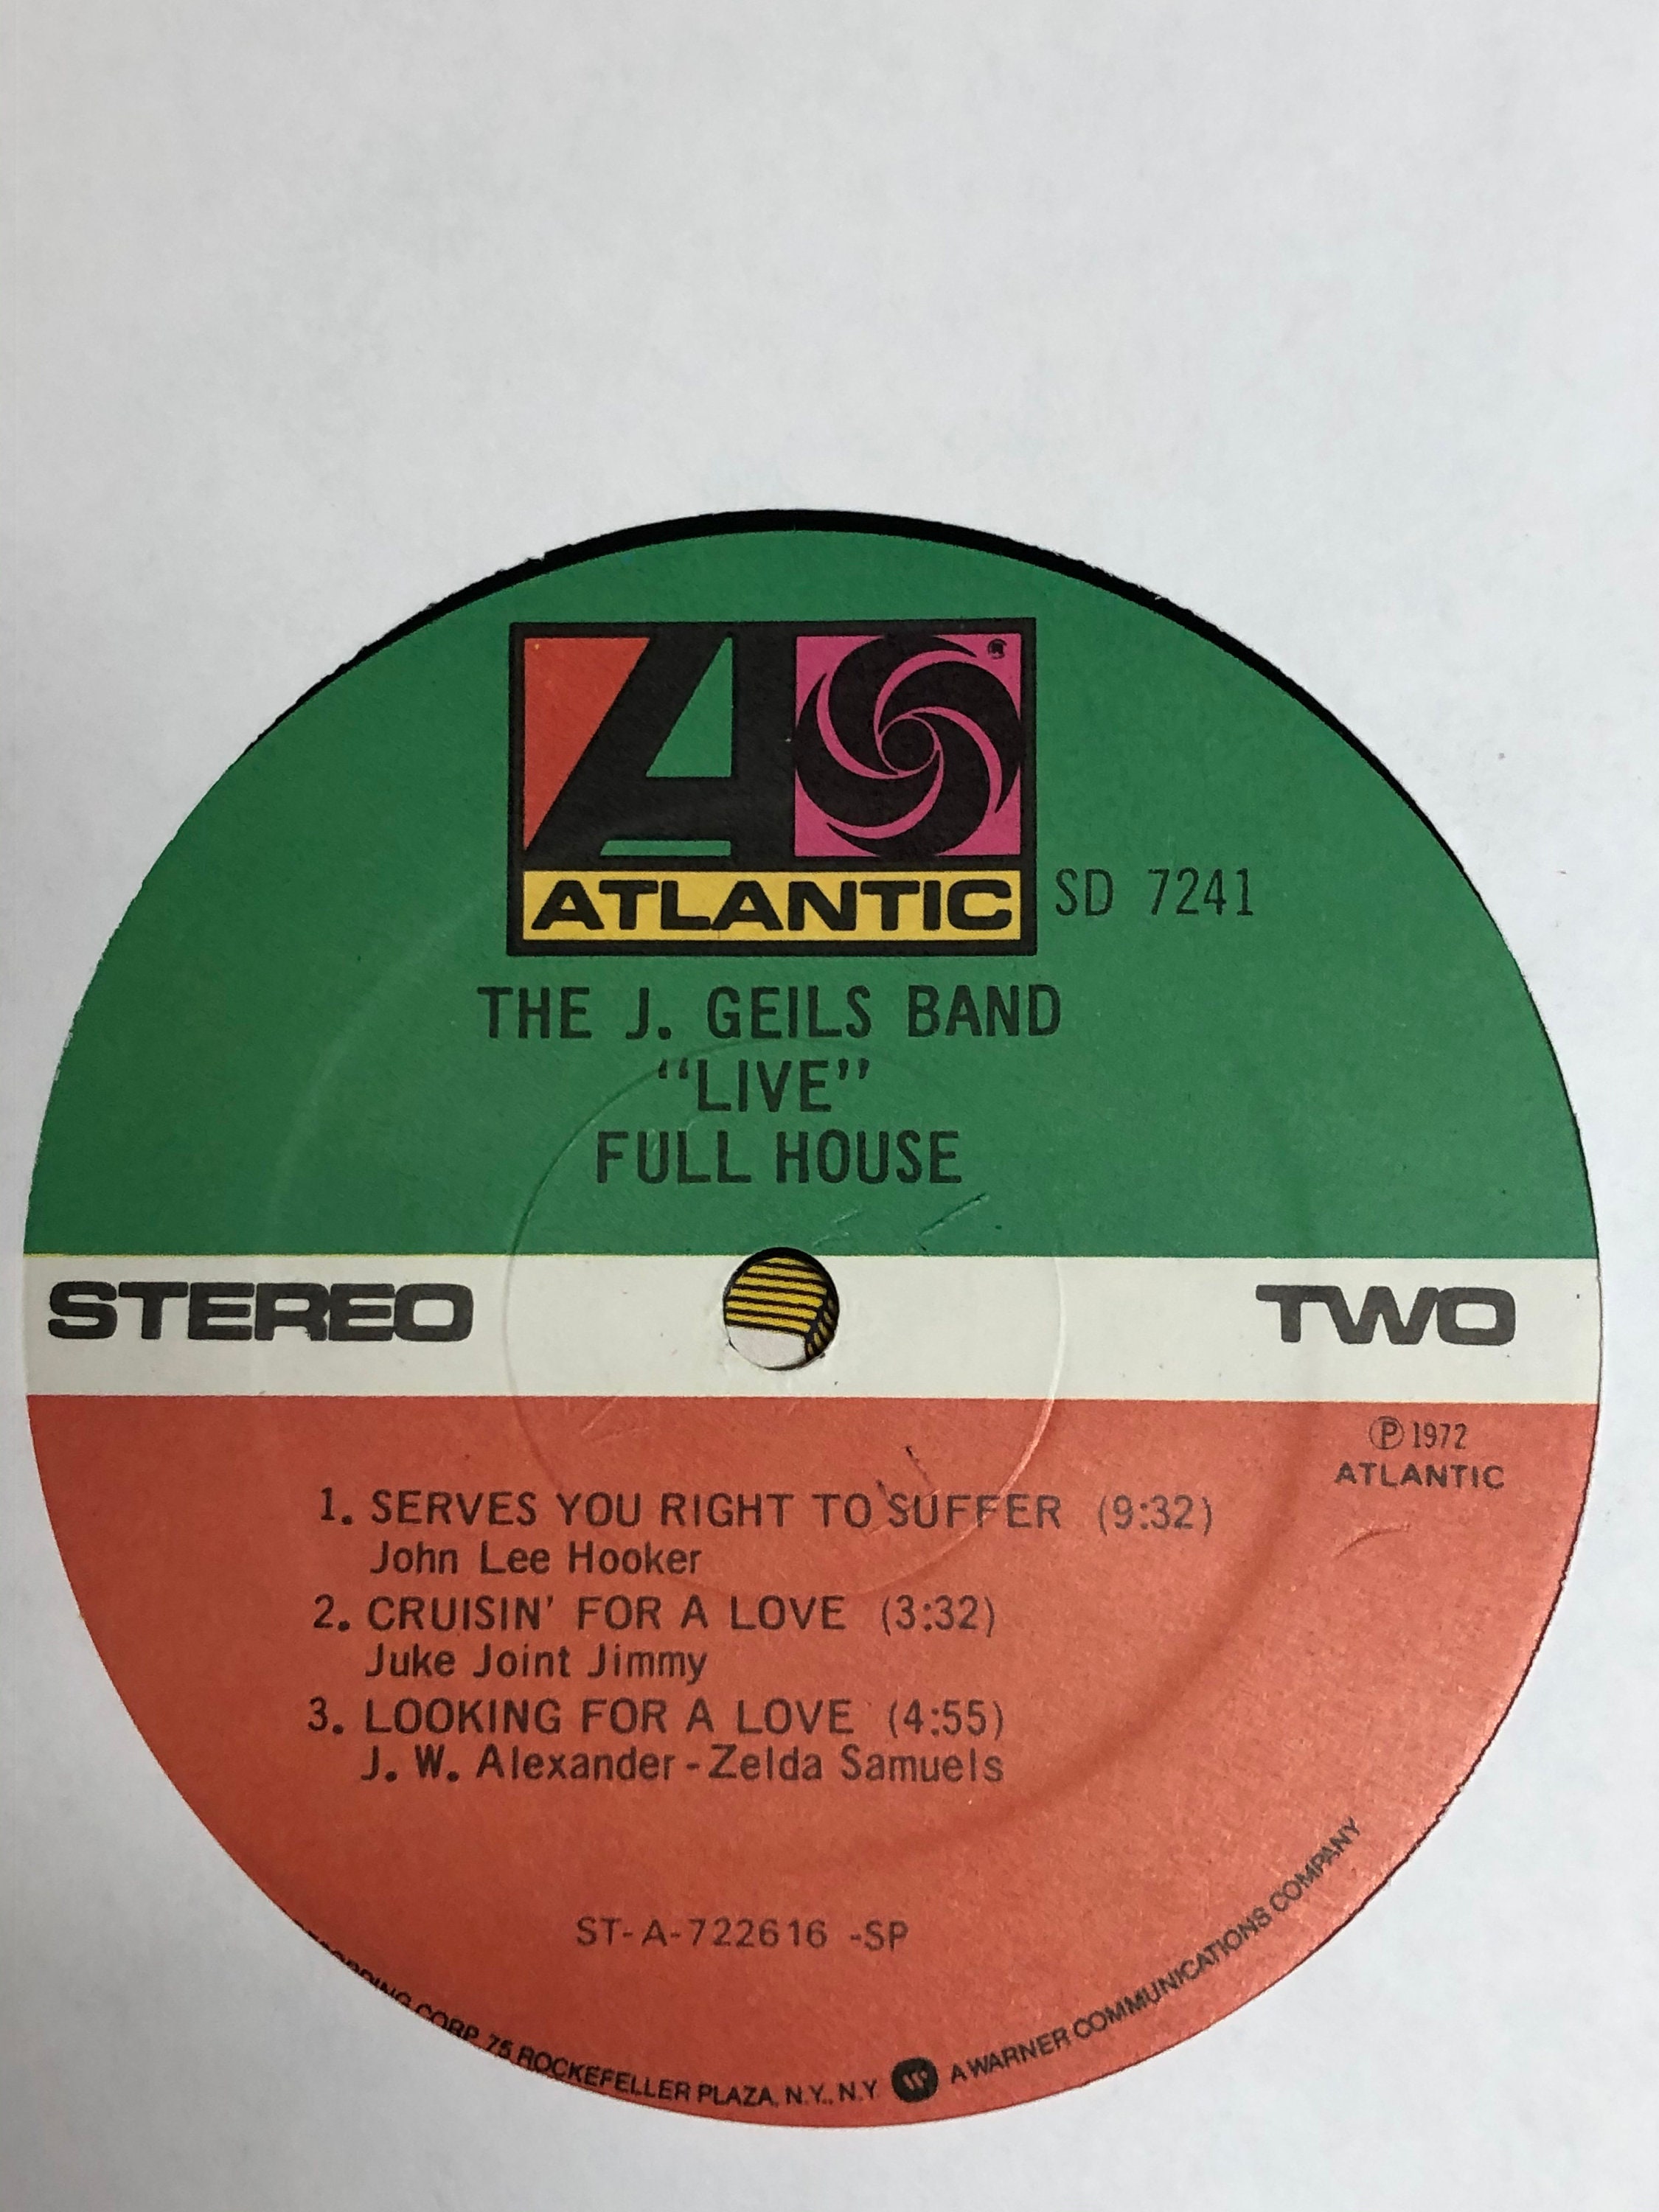 ATLANTIC
SD 7241
THE J. GEILS BAND
“LIVE”
FULL HOUSE
STEREO
TWO
Ⓟ 1972
ATLANTIC
1. SERVES YOU RIGHT TO SUFFER (9:32)
John Lee Hooker
2. CRUISIN' FOR A LOVE (3:32)
Juke Joint Jimmy
3. LOOKING FOR A LOVE (4:55)
J. W. Alexander-Zelda Samuels
ST-A-722616 -SP
CORP. 75 ROCKEFELLER PLAZA, N.Y., N.Y. A WARNER COMMUNICATIONS COMPANY